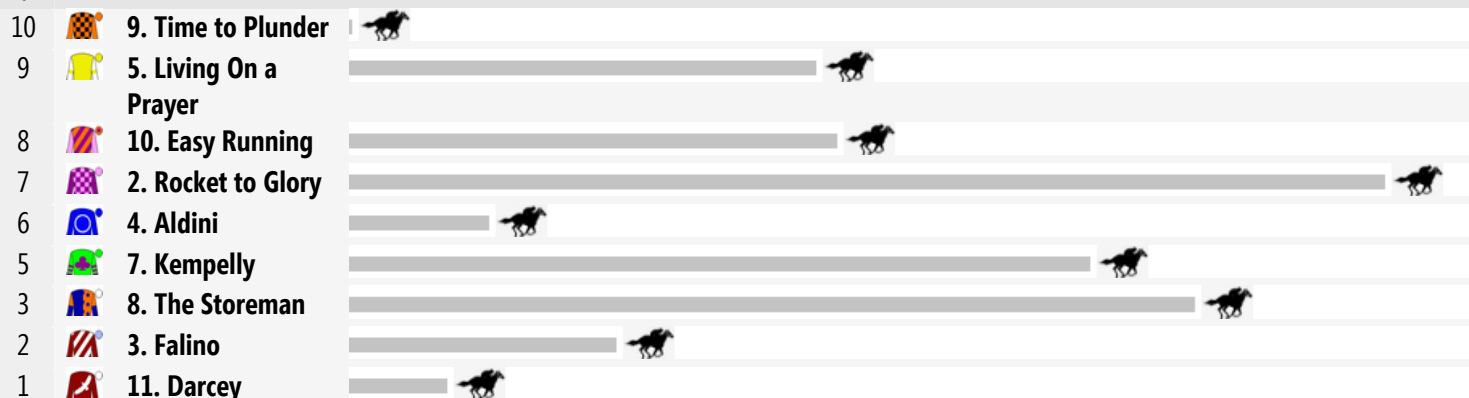 10 9. Time to Plunder
9 5. Living On a
Prayer
8 10. Easy Running
7 2. Rocket to Glory
6 4. Aldini
5 7. Kempelly
3 8. The Storeman
2 3. Falino
1 11. Darcey